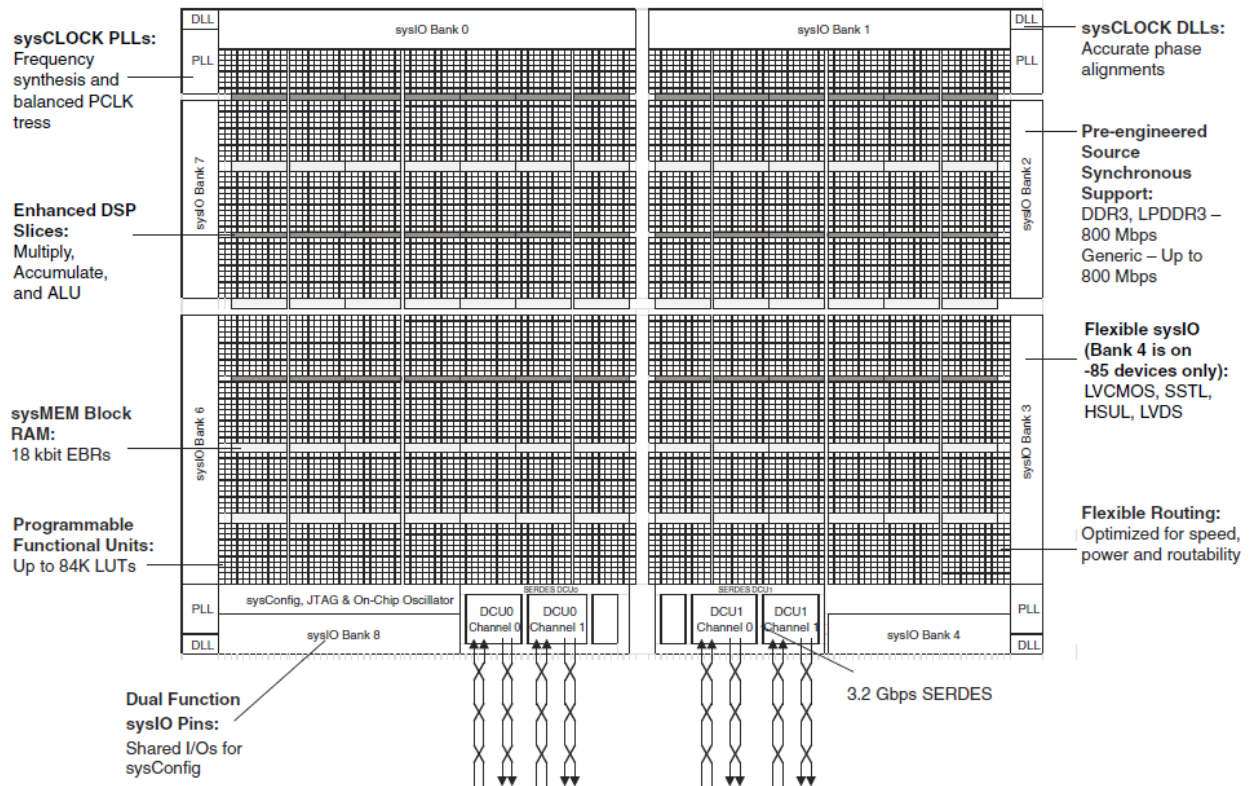 DLL
sysIO Bank 0
sysIO Bank 1
DLL
sysCLOCK PLLs:
Frequency
synthesis and
balanced PCLK
tress
PLL
PLL
sysCLOCK DLLs:
Accurate phase
alignments
sysIO Bank 7
sysIO Bank 2
Pre-engineered
Source
Synchronous
Support:
DDR3, LPDDR3 –
800 Mbps
Generic – Up to
800 Mbps
Enhanced DSP
Slices:
Multiply,
Accumulate,
and ALU
Flexible sysIO
(Bank 4 is on
-85 devices only):
LVCMOS, SSTL,
HSUL, LVDS
sysMEM Block
RAM:
18 kbit EBRs
sysIO Bank 6
sysIO Bank 3
Programmable
Functional Units:
Up to 84K LUTs
Flexible Routing:
Optimized for speed,
power and routability
PLL
sysConfig, JTAG & On-Chip Oscillator
SERDES DCU0
DCU0
Channel 0
DCU0
Channel 1
SERDES DCU1
DCU1
Channel 0
DCU1
Channel 1
PLL
DLL
sysIO Bank 8
sysIO Bank 4
DLL
Dual Function
sysIO Pins:
Shared I/Os for
sysConfig
3.2 Gbps SERDES